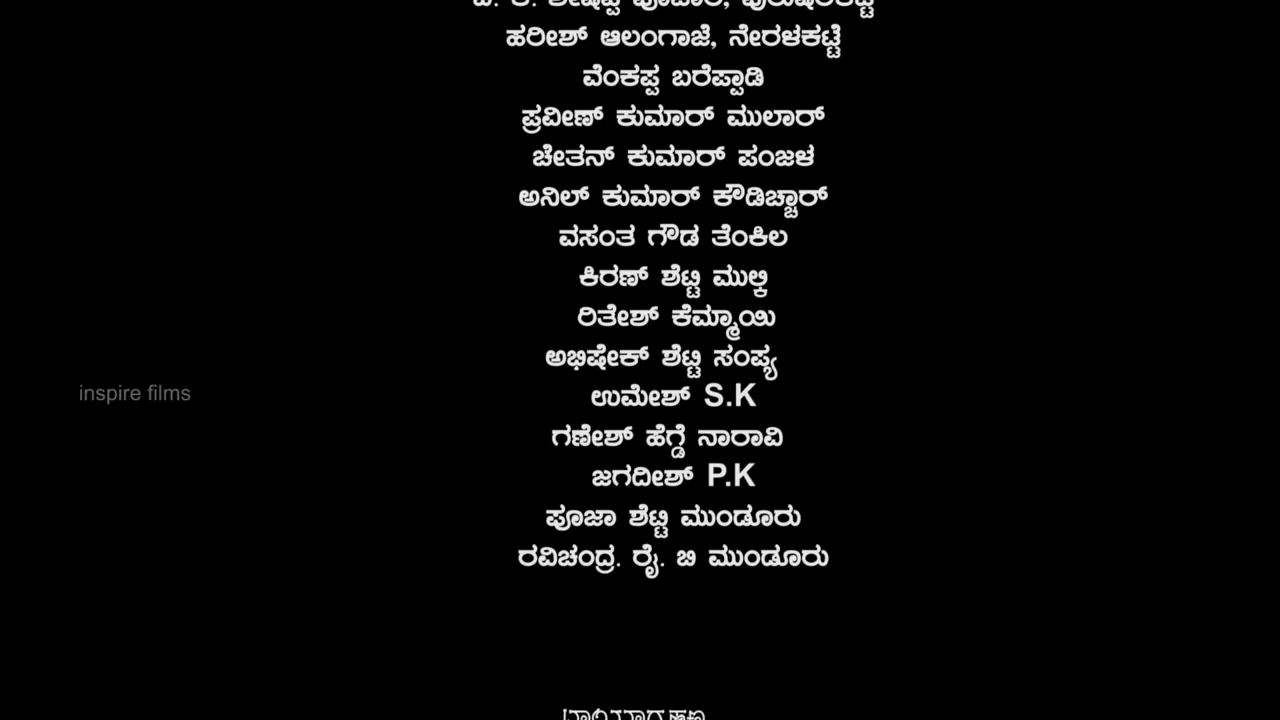 ಹರೀಶ್ ಆಲಂಗಾಜೆ, ನೇರಳಕಟ್ಟೆ
ವೆಂಕಪ್ಪ ಬರೆಪ್ಪಾಡಿ
ಪ್ರವೀಣ್ ಕುಮಾರ್ ಮುಲಾರ್
ಚೇತನ್ ಕುಮಾರ್ ಪಂಜಳ
ಅನಿಲ್ ಕುಮಾರ್ ಕೌಡಿಚ್ಚಾರ್
ವಸಂತ ಗೌಡ ತೆಂಕಿಲ
ಕಿರಣ್ ಶೆಟ್ಟಿ ಮುಲ್ಕಿ
ರಿತೇಶ್ ಕೆಮ್ಮಾಯಿ
ಅಭಿಷೇಕ್ ಶೆಟ್ಟಿ ಸಂಪ್ಯ
inspire films
ಉಮೇಶ್ S.K
ಗಣೇಶ್ ಹೆಗ್ಡೆ ನಾರಾವಿ
ಜಗದೀಶ್ P.K
ಪೂಜಾ ಶೆಟ್ಟಿ ಮುಂಡೂರು
ರವಿಚಂದ್ರ. ರೈ. ಬಿ ಮುಂಡೂರು